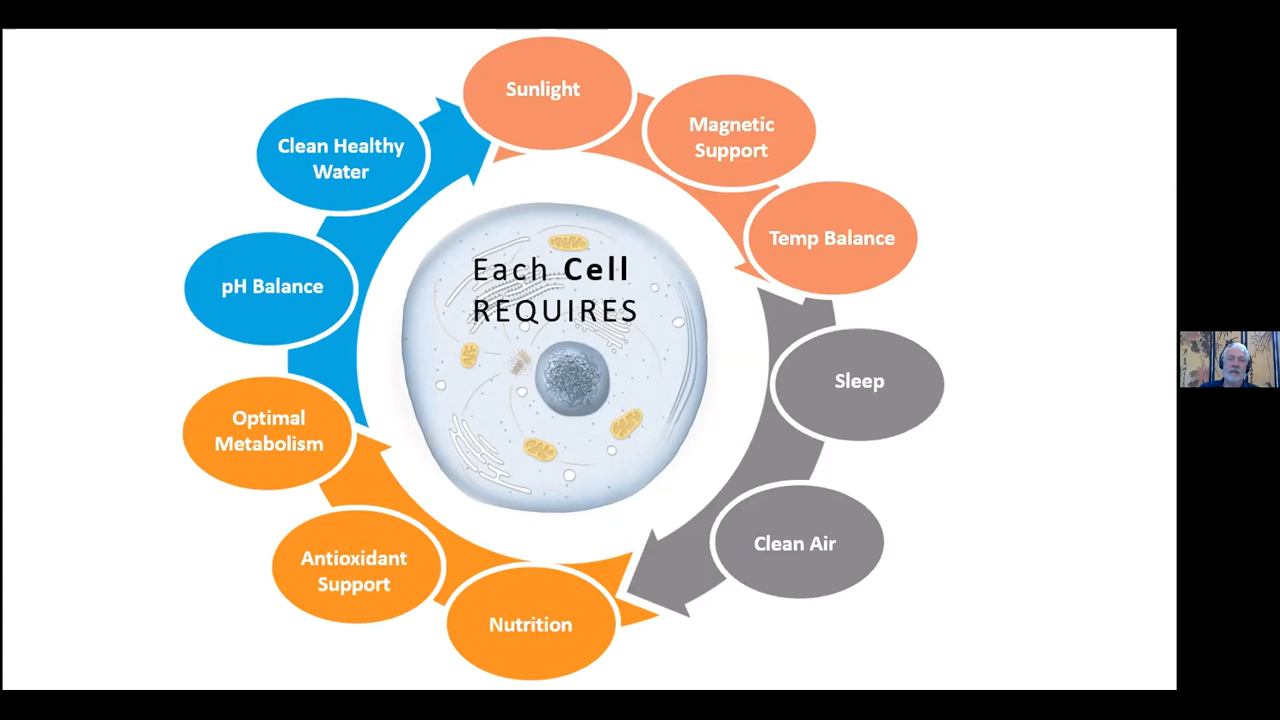 Sunlight
Magnetic
Support
Temp Balance
Sleep
Clean Air
Nutrition
Antioxidant
Support
Optimal
Metabolism
pH Balance
Clean Healthy
Water
Each Cell
REQUIRES